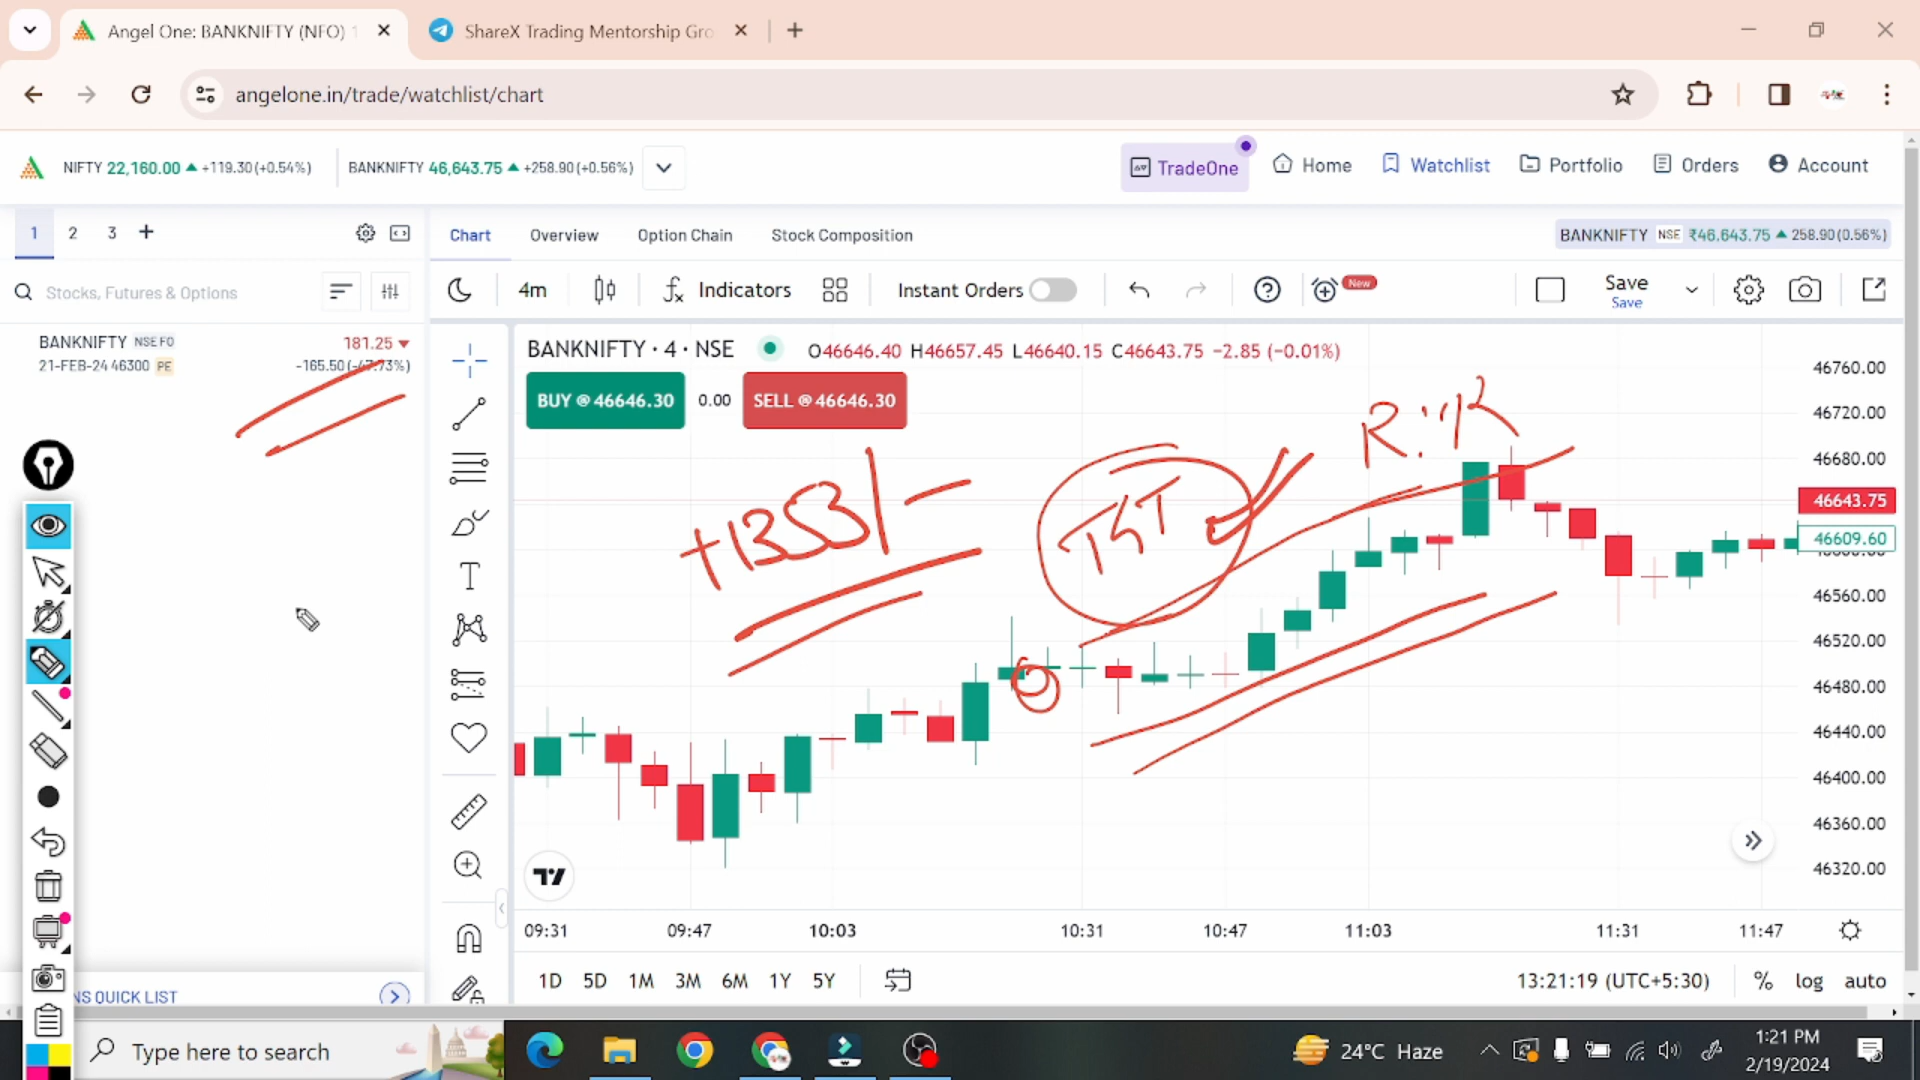 Angel One: BANKNIFTY (NFO) 1
ShareX Trading Mentorship Gro
angelone.in/trade/watchlist/chart
NIFTY 22,160.00 +119.30(+0.54%)
BANKNIFTY 46,643.75 +258.90(+0.56%)
TradeOne
Home
Watchlist
Portfolio
Orders
Account
1 2 3 +
Chart
Overview
Option Chain
Stock Composition
BANKNIFTY NSE ₹46,643.75 258.90(0.56%)
Stocks, Futures & Options
4m
Indicators
Instant Orders
New
Save
Save
BANKNIFTY NSE FO 181.25
21-FEB-24 46300 PE -165.50(-47.73%)
BANKNIFTY · 4 · NSE O46646.40 H46657.45 L46640.15 C46643.75 −2.85 (−0.01%)
BUY @ 46646.30
0.00
SELL @ 46646.30
+1353/-
46760.00
46720.00
46680.00
46643.75
46609.60
46560.00
46520.00
46480.00
46440.00
46400.00
46360.00
46320.00
09:31 09:47 10:03 10:31 10:47 11:03 11:31 11:47
1D 5D 1M 3M 6M 1Y 5Y
13:21:19 (UTC+5:30) % log auto
NS QUICK LIST
Type here to search
24°C Haze
1:21 PM
2/19/2024